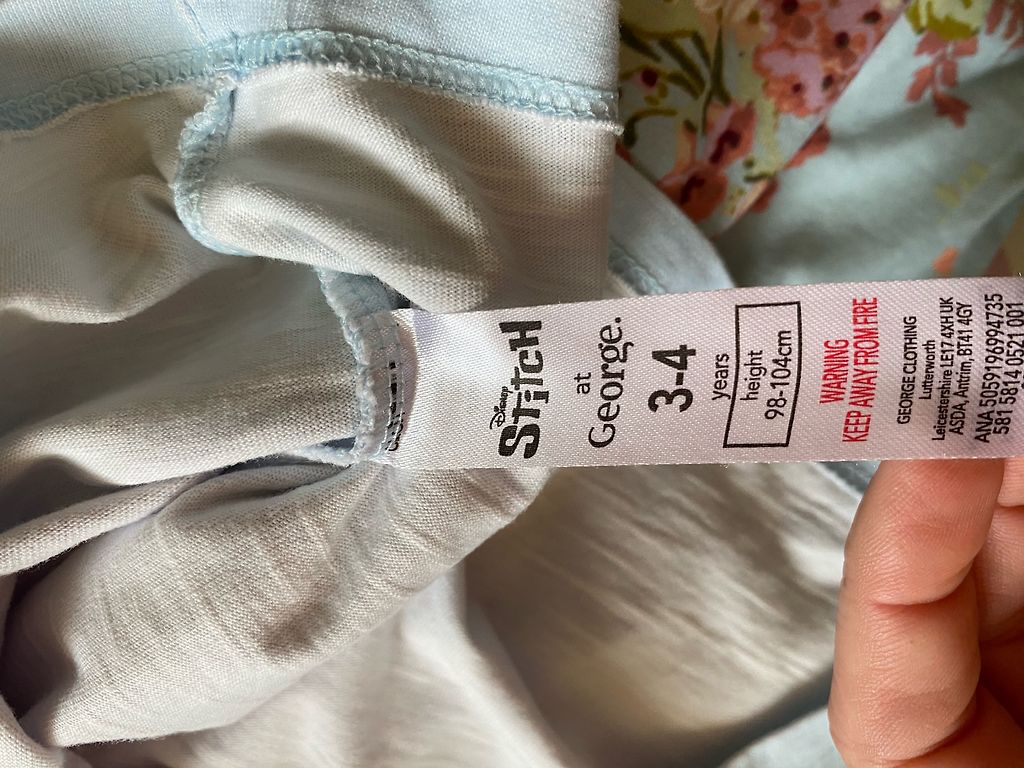 Disney
Stitch
at
George.
3-4
years
height
98-104cm
WARNING
KEEP AWAY FROM FIRE
GEORGE CLOTHING
Lutterworth
Leicestershire LE17 4XH UK
ASDA Antrim, BT41 4GY
ANA 5059196994735
581 5814 0521 001